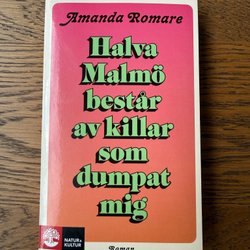 Amanda Romare
Halva
Malmö
består
av killar
som
dumpat
mig
NATUR &
KULTUR
Roman